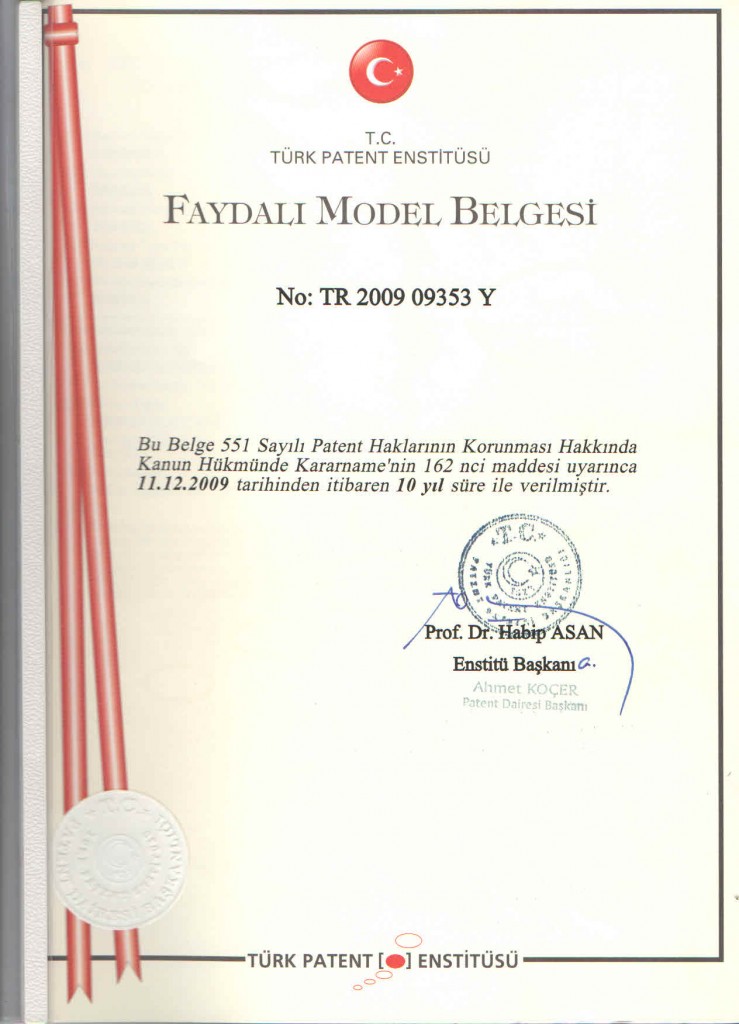 T.C.
TÜRK PATENT ENSTİTÜSÜ
FAYDALI MODEL BELGESİ
No: TR 2009 09353 Y
Bu Belge 551 Sayılı Patent Haklarının Korunması Hakkında
Kanun Hükmünde Kararname'nin 162 nci maddesi uyarınca
11.12.2009 tarihinden itibaren 10 yıl süre ile verilmiştir.
T.C.
Prof. Dr. Habip ASAN
Enstitü Başkanı a.
Ahmet KOÇER
Patent Dairesi Başkanı
T.C.
TÜRK PATENT [ ] ENSTİTÜSÜ